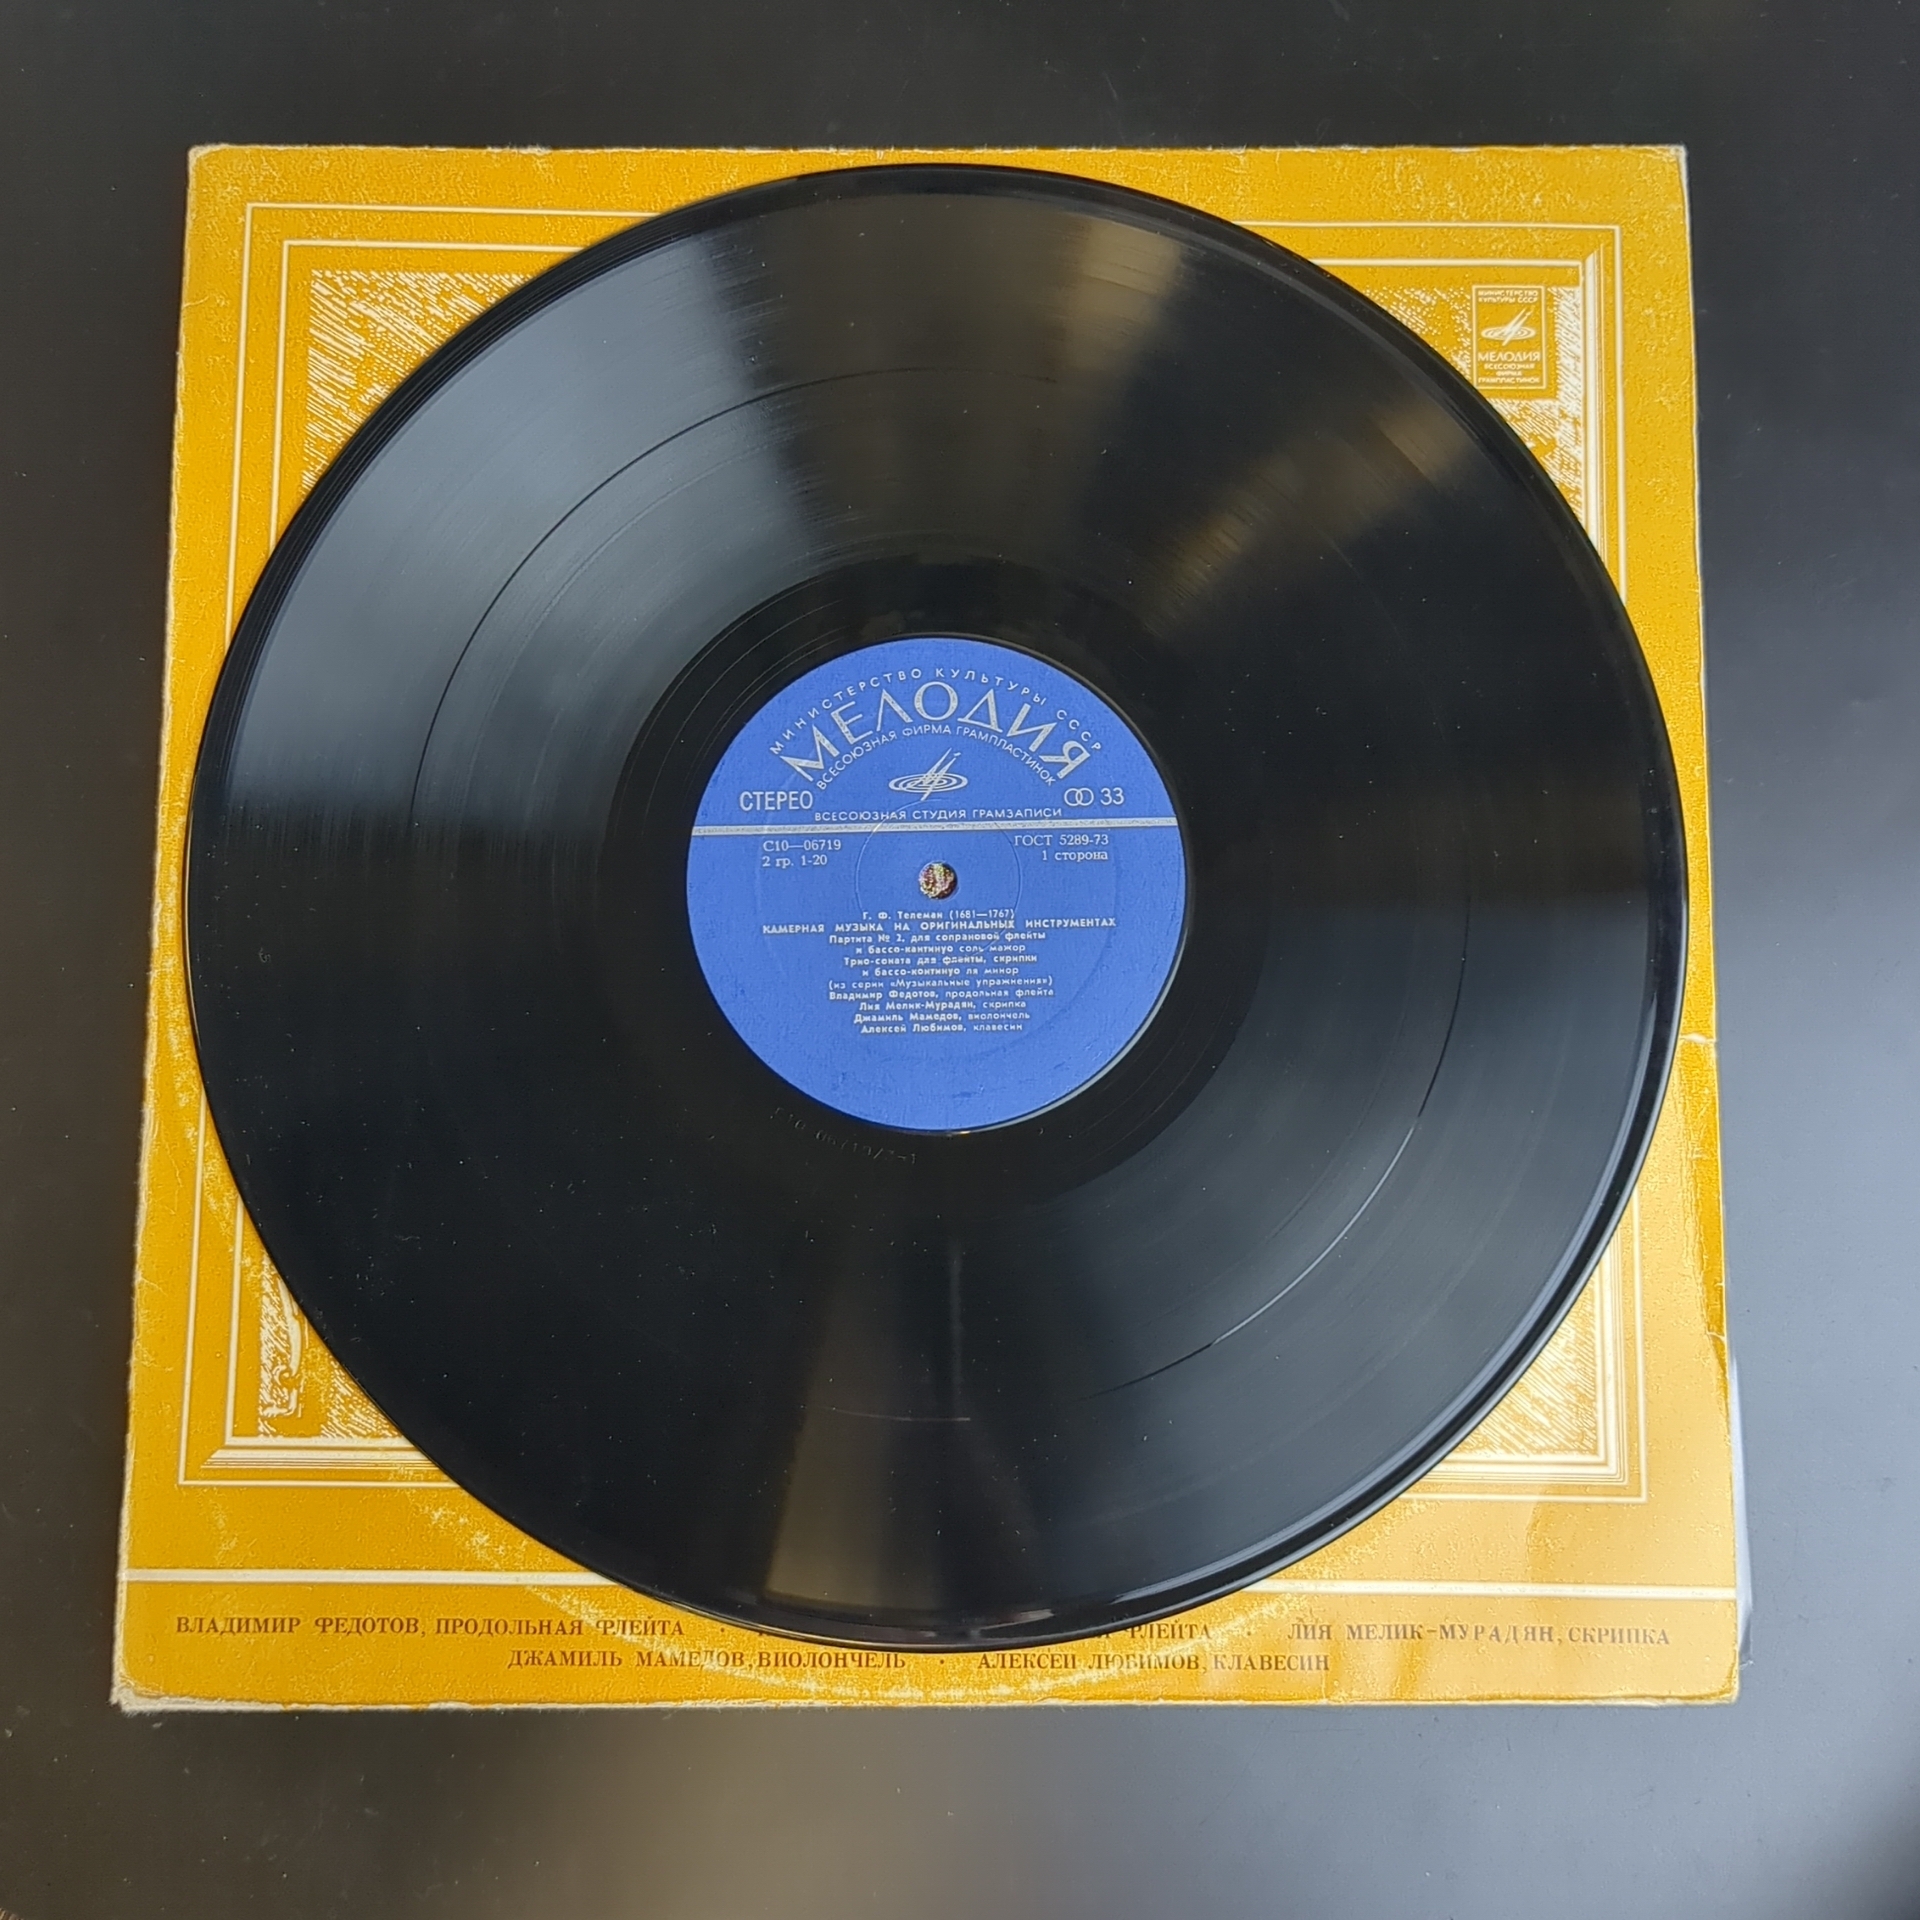 МИНИСТЕРСТВО
КУЛЬТУРЫ СССР
МЕЛОДИЯ
ВСЕСОЮЗНАЯ
ФИРМА
ГРАМПЛАСТИНОК
МИНИСТЕРСТВО КУЛЬТУРЫ СССР
МЕЛОДИЯ
ВСЕСОЮЗНАЯ ФИРМА ГРАМПЛАСТИНОК
СТЕРЕО
33
ВСЕСОЮЗНАЯ СТУДИЯ ГРАМЗАПИСИ
С10—06719
ГОСТ 5289-73
2 гр. 1-20
1 сторона
Г. Ф. Телеман (1681—1767)
КАМЕРНАЯ МУЗЫКА НА ОРИГИНАЛЬНЫХ ИНСТРУМЕНТАХ
Партита № 2, для сопрановой флейты
и бассо-кантинуо соль мажор
Трио-соната для флейты, скрипки
и бассо-континуо ля минор
(из серии «Музыкальные упражнения»)
Владимир Федотов, продольная флейта
Лия Мелик-Мурадян, скрипка
Джамиль Мамедов, виолончель
Алексей Любимов, клавесин
ВЛАДИМИР ФЕДОТОВ, ПРОДОЛЬНАЯ ФЛЕЙТА · ФЛЕЙТА · ЛИЯ МЕЛИК-МУРАДЯН, СКРИПКА
ДЖАМИЛЬ МАМЕДОВ, ВИОЛОНЧЕЛЬ · АЛЕКСЕЙ ЛЮБИМОВ, КЛАВЕСИН